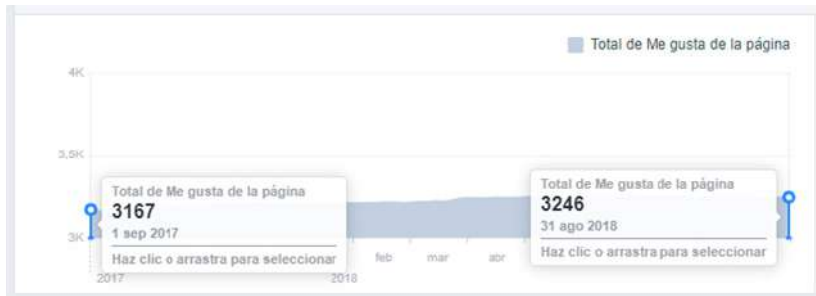 Total de Me gusta de la página
4K
3,5K
Total de Me gusta de la página
3167
1 sep 2017
Haz clic o arrastra para seleccionar
Total de Me gusta de la página
3246
31 ago 2018
Haz clic o arrastra para seleccionar
3K
feb
mar
abr
2017
2018